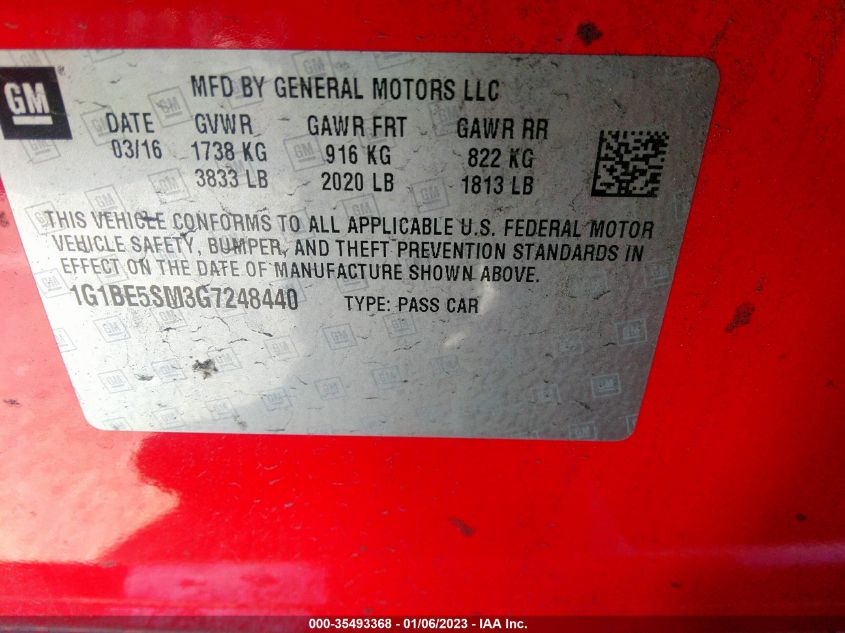 GM
MFD BY GENERAL MOTORS LLC
DATE GVWR GAWR FRT GAWR RR
03/16 1738 KG 916 KG 822 KG
3833 LB 2020 LB 1813 LB
THIS VEHICLE CONFORMS TO ALL APPLICABLE U.S. FEDERAL MOTOR
VEHICLE SAFETY, BUMPER, AND THEFT PREVENTION STANDARDS IN
EFFECT ON THE DATE OF MANUFACTURE SHOWN ABOVE.
1G1BE5SM3G7248440 TYPE: PASS CAR
000-35493368 - 01/06/2023 - IAA Inc.